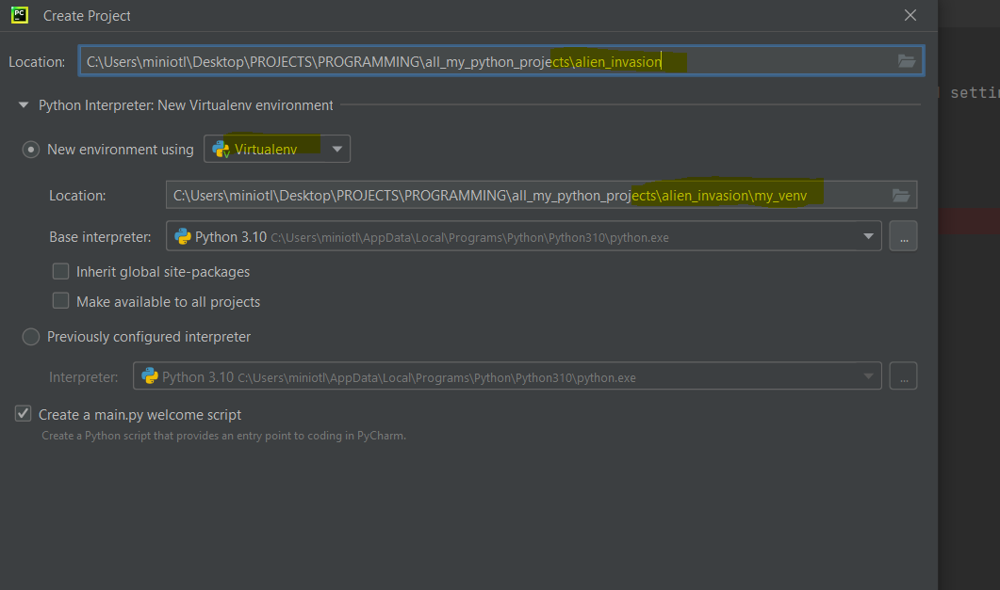 PC
Create Project
Location: C:\Users\miniotl\Desktop\PROJECTS\PROGRAMMING\all_my_python_projects\alien_invasion
Python Interpreter: New Virtualenv environment
New environment using Virtualenv
Location: C:\Users\miniotl\Desktop\PROJECTS\PROGRAMMING\all_my_python_projects\alien_invasion\my_venv
Base interpreter: Python 3.10 C:\Users\miniotl\AppData\Local\Programs\Python\Python310\python.exe ...
Inherit global site-packages
Make available to all projects
Previously configured interpreter
Interpreter: Python 3.10 C:\Users\miniotl\AppData\Local\Programs\Python\Python310\python.exe ...
Create a main.py welcome script
Create a Python script that provides an entry point to coding in PyCharm.